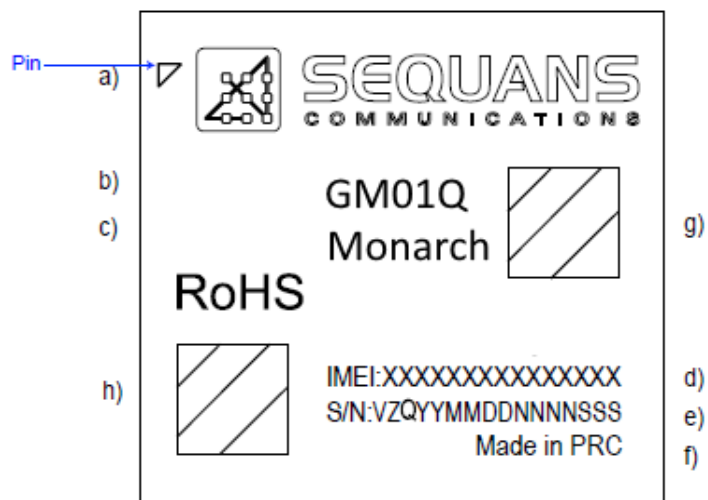 Pin
a)
SEQUANS
COMMUNICATIONS
b)
GM01Q
c)
Monarch
g)
RoHS
h)
IMEI:XXXXXXXXXXXXXXX
d)
S/N:VZQYYMMDDNNNNSSS
e)
Made in PRC
f)